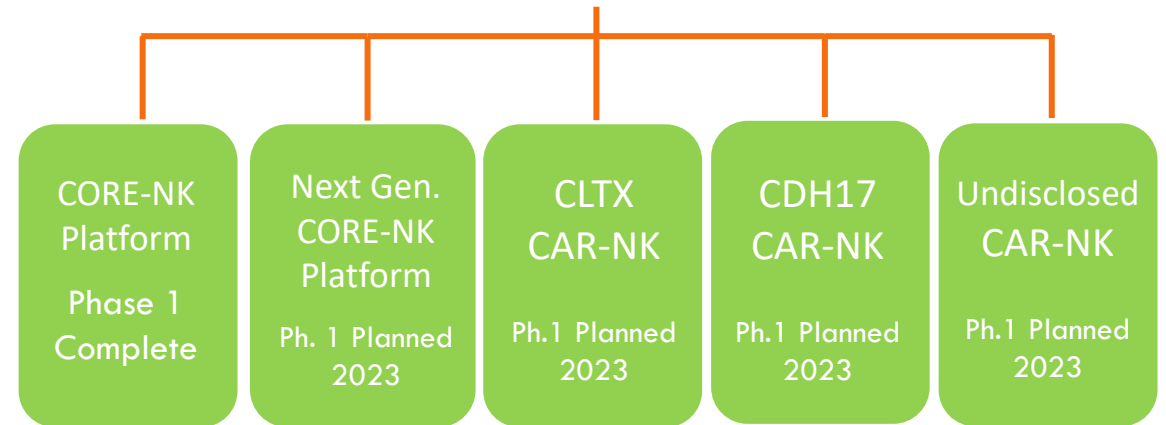 CORE-NK
Platform
Phase 1
Complete
Next Gen.
CORE-NK
Platform
Ph. 1 Planned
2023
CLTX
CAR-NK
Ph.1 Planned
2023
CDH17
CAR-NK
Ph.1 Planned
2023
Undisclosed
CAR-NK
Ph.1 Planned
2023